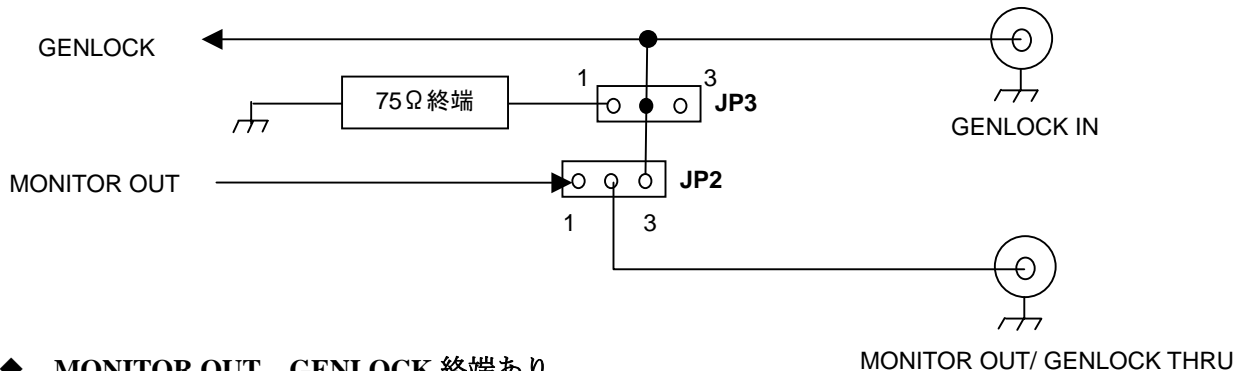 GENLOCK
1 3
75Ω終端
JP3
GENLOCK IN
MONITOR OUT
JP2
1 3
MONITOR OUT/ GENLOCK THRU
◆ MONITOR OUT、GENLOCK 終端あり